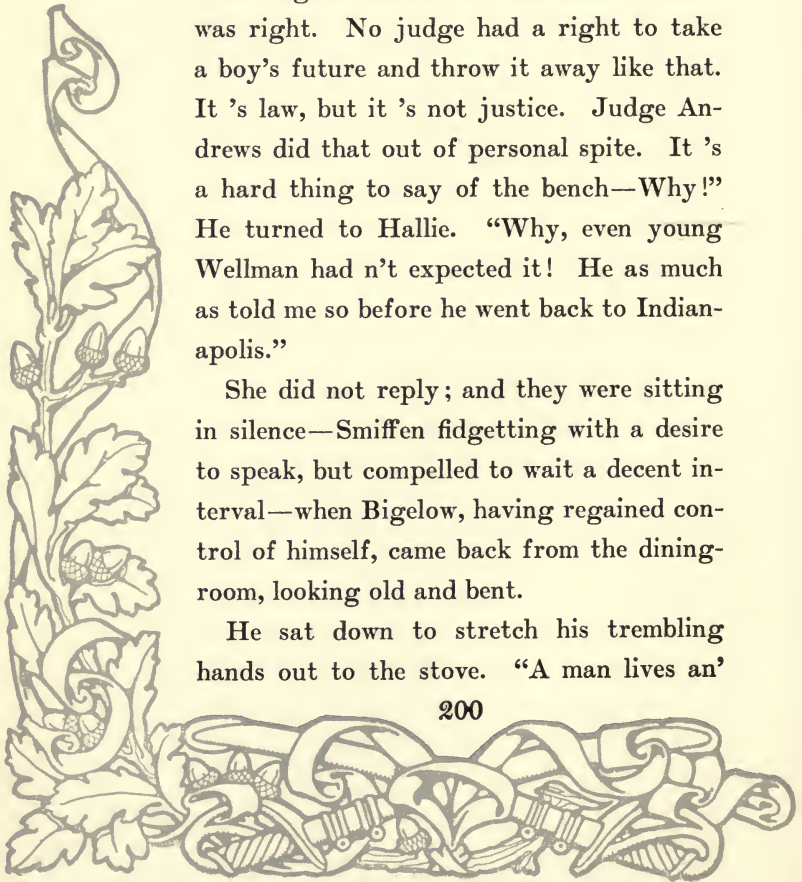 was right. No judge had a right to take
a boy's future and throw it away like that.
It 's law, but it 's not justice. Judge An-
drews did that out of personal spite. It 's
a hard thing to say of the bench—Why!”
He turned to Hallie. “Why, even young
Wellman had n't expected it! He as much
as told me so before he went back to Indian-
apolis.”
She did not reply; and they were sitting
in silence—Smiffen fidgetting with a desire
to speak, but compelled to wait a decent in-
terval—when Bigelow, having regained con-
trol of himself, came back from the dining-
room, looking old and bent.
He sat down to stretch his trembling
hands out to the stove. “A man lives an'
200